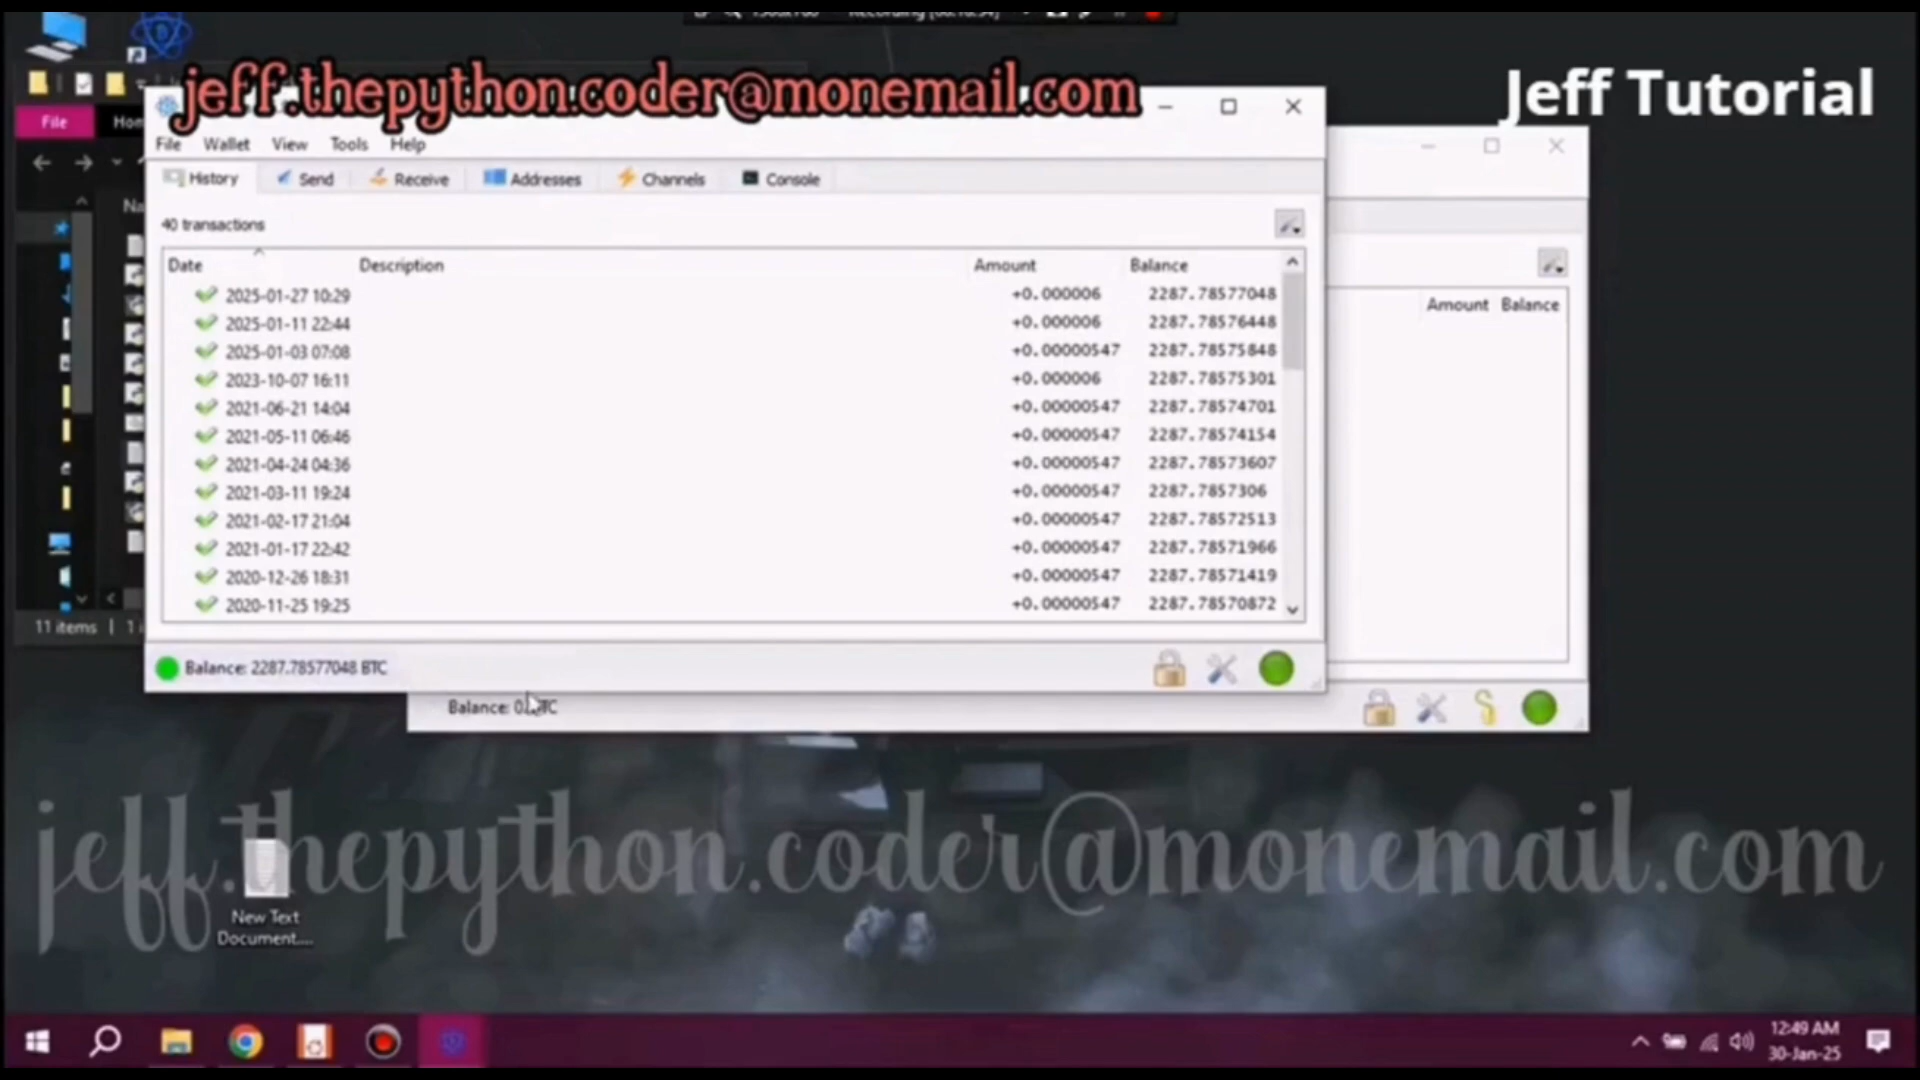 Jeff Tutorial
jeff.thepython.coder@monemail.com
File
File Wallet View Tools Help
History Send Receive Addresses Channels Console
40 transactions
Date Description Amount Balance
2025-01-27 10:29 +0.000006 2287.78577048
2025-01-11 22:44 +0.000006 2287.78576448
2025-01-03 07:08 +0.00000547 2287.78575848
2023-10-07 16:11 +0.000006 2287.78575301
2021-06-21 14:04 +0.00000547 2287.78574701
2021-05-11 06:46 +0.00000547 2287.78574154
2021-04-24 04:36 +0.00000547 2287.78573607
2021-03-11 19:24 +0.00000547 2287.7857306
2021-02-17 21:04 +0.00000547 2287.78572513
2021-01-17 22:42 +0.00000547 2287.78571966
2020-12-26 18:31 +0.00000547 2287.78571419
2020-11-25 19:25 +0.00000547 2287.78570872
Amount Balance
11 items
Balance: 2287.78577048 BTC
Balance:
jeff.thepython.coder@monemail.com
New Text
Document....
12:49 AM
30-Jan-25